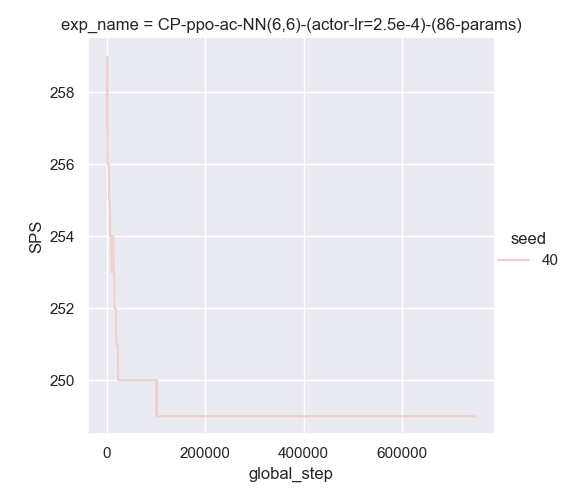 exp_name = CP-ppo-ac-NN(6,6)-(actor-lr=2.5e-4)-(86-params)
258
256
254
252
250
SPS
seed
40
0
200000
400000
600000
global_step